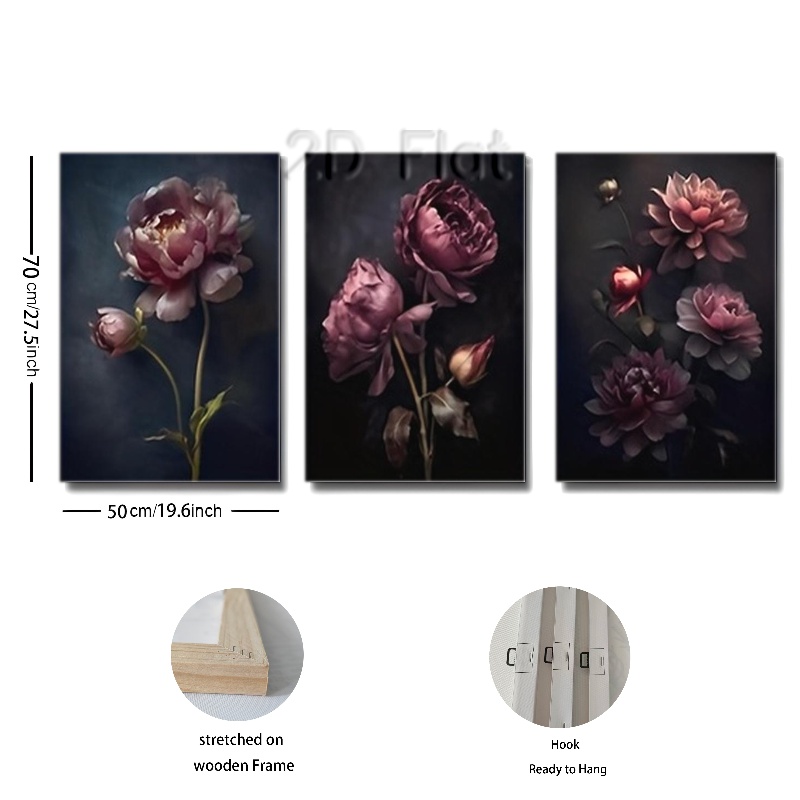 2D Flat
70cm/27.5inch
50cm/19.6inch
stretched on
wooden Frame
Hook
Ready to Hang